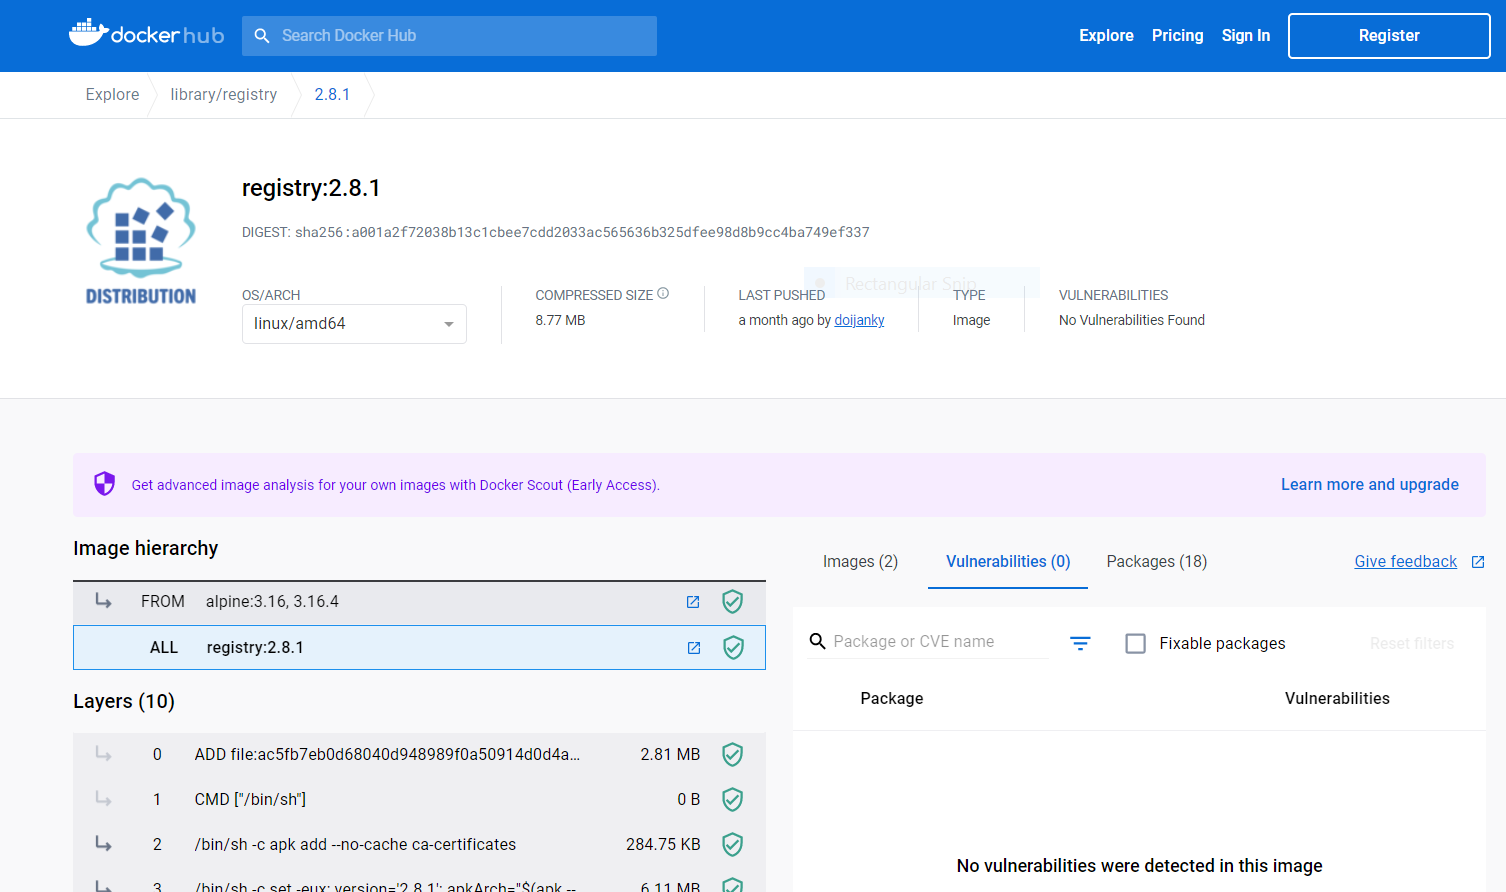 docker hub
Search Docker Hub
Explore Pricing Sign In Register
Explore library/registry 2.8.1
registry:2.8.1
DIGEST: sha256:a001a2f72038b13c1cbee7cdd2033ac565636b325dfee98d8b9cc4ba749ef337
DISTRIBUTION
Rectangular Snip
OS/ARCH COMPRESSED SIZE LAST PUSHED TYPE VULNERABILITIES
linux/amd64 8.77 MB a month ago by doijanky Image No Vulnerabilities Found
Get advanced image analysis for your own images with Docker Scout (Early Access). Learn more and upgrade
Image hierarchy
FROM alpine:3.16, 3.16.4
ALL registry:2.8.1
Layers (10)
0 ADD file:ac5fb7eb0d68040d948989f0a50914d0d4a... 2.81 MB
1 CMD ["/bin/sh"] 0 B
2 /bin/sh -c apk add --no-cache ca-certificates 284.75 KB
3 /bin/sh -c set -eux; version='2.8.1'; apkArch="$(apk -- 6.11 MB
Images (2) Vulnerabilities (0) Packages (18) Give feedback
Package or CVE name Fixable packages Reset filters
Package Vulnerabilities
No vulnerabilities were detected in this image